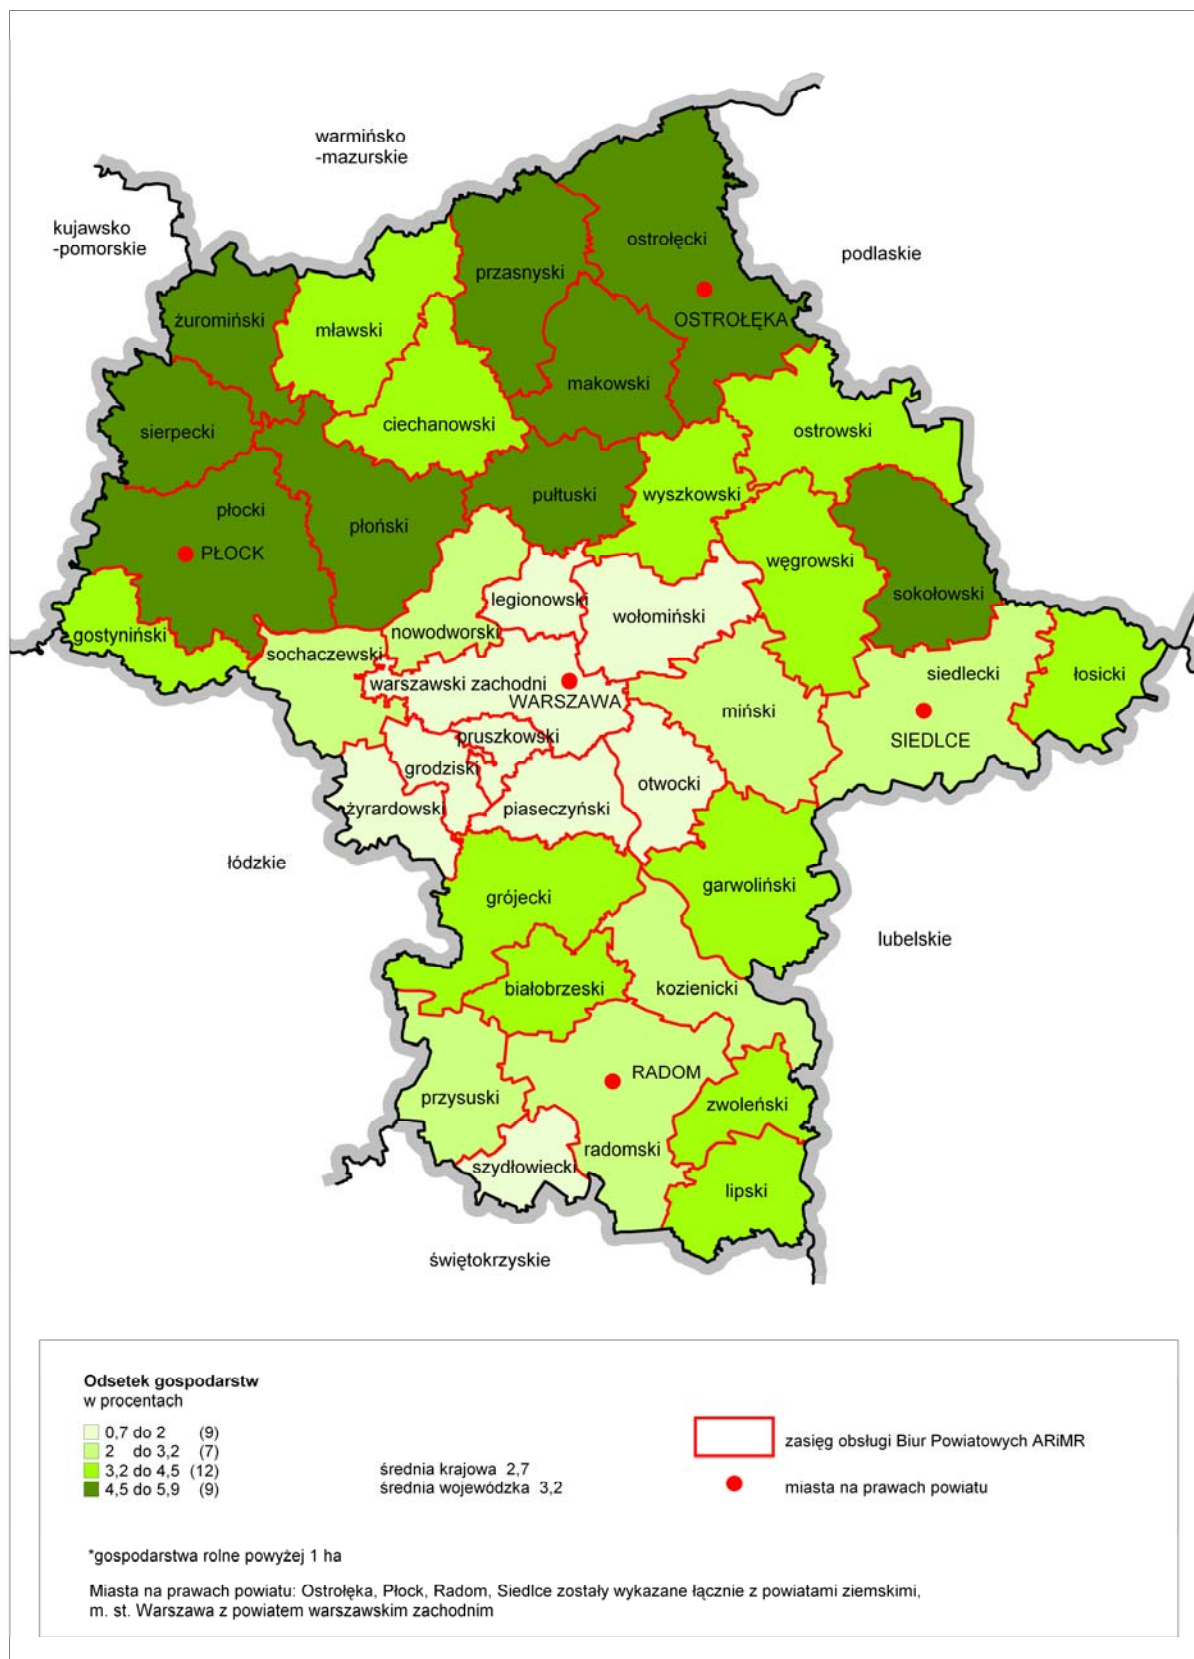 warmińsko
-mazurskie
kujawsko
-pomorskie
podlaskie
ostrołęcki
przasnyski
OSTROŁĘKA
żuromiński
mławski
makowski
ciechanowski
sierpecki
ostrowski
płocki
płoński
pułtuski
wyszkowski
PŁOCK
węgrowski
sokołowski
legionowski
wołomiński
gostyniński
nowodworski
sochaczewski
siedlecki
łosicki
warszawski zachodni
WARSZAWA
miński
SIEDLCE
pruszkowski
grodziski
otwocki
żyrardowski
piaseczyński
łódzkie
garwoliński
grójecki
lubelskie
białobrzeski
kozienicki
RADOM
przysuski
zwoleński
radomski
szydłowiecki
lipski
świętokrzyskie
Odsetek gospodarstw
w procentach
0,7 do 2 (9)
2 do 3,2 (7)
3,2 do 4,5 (12)
4,5 do 5,9 (9)
średnia krajowa 2,7
średnia wojewódzka 3,2
zasięg obsługi Biur Powiatowych ARiMR
miasta na prawach powiatu
*gospodarstwa rolne powyżej 1 ha
Miasta na prawach powiatu: Ostrołęka, Płock, Radom, Siedlce zostały wykazane łącznie z powiatami ziemskimi,
m. st. Warszawa z powiatem warszawskim zachodnim